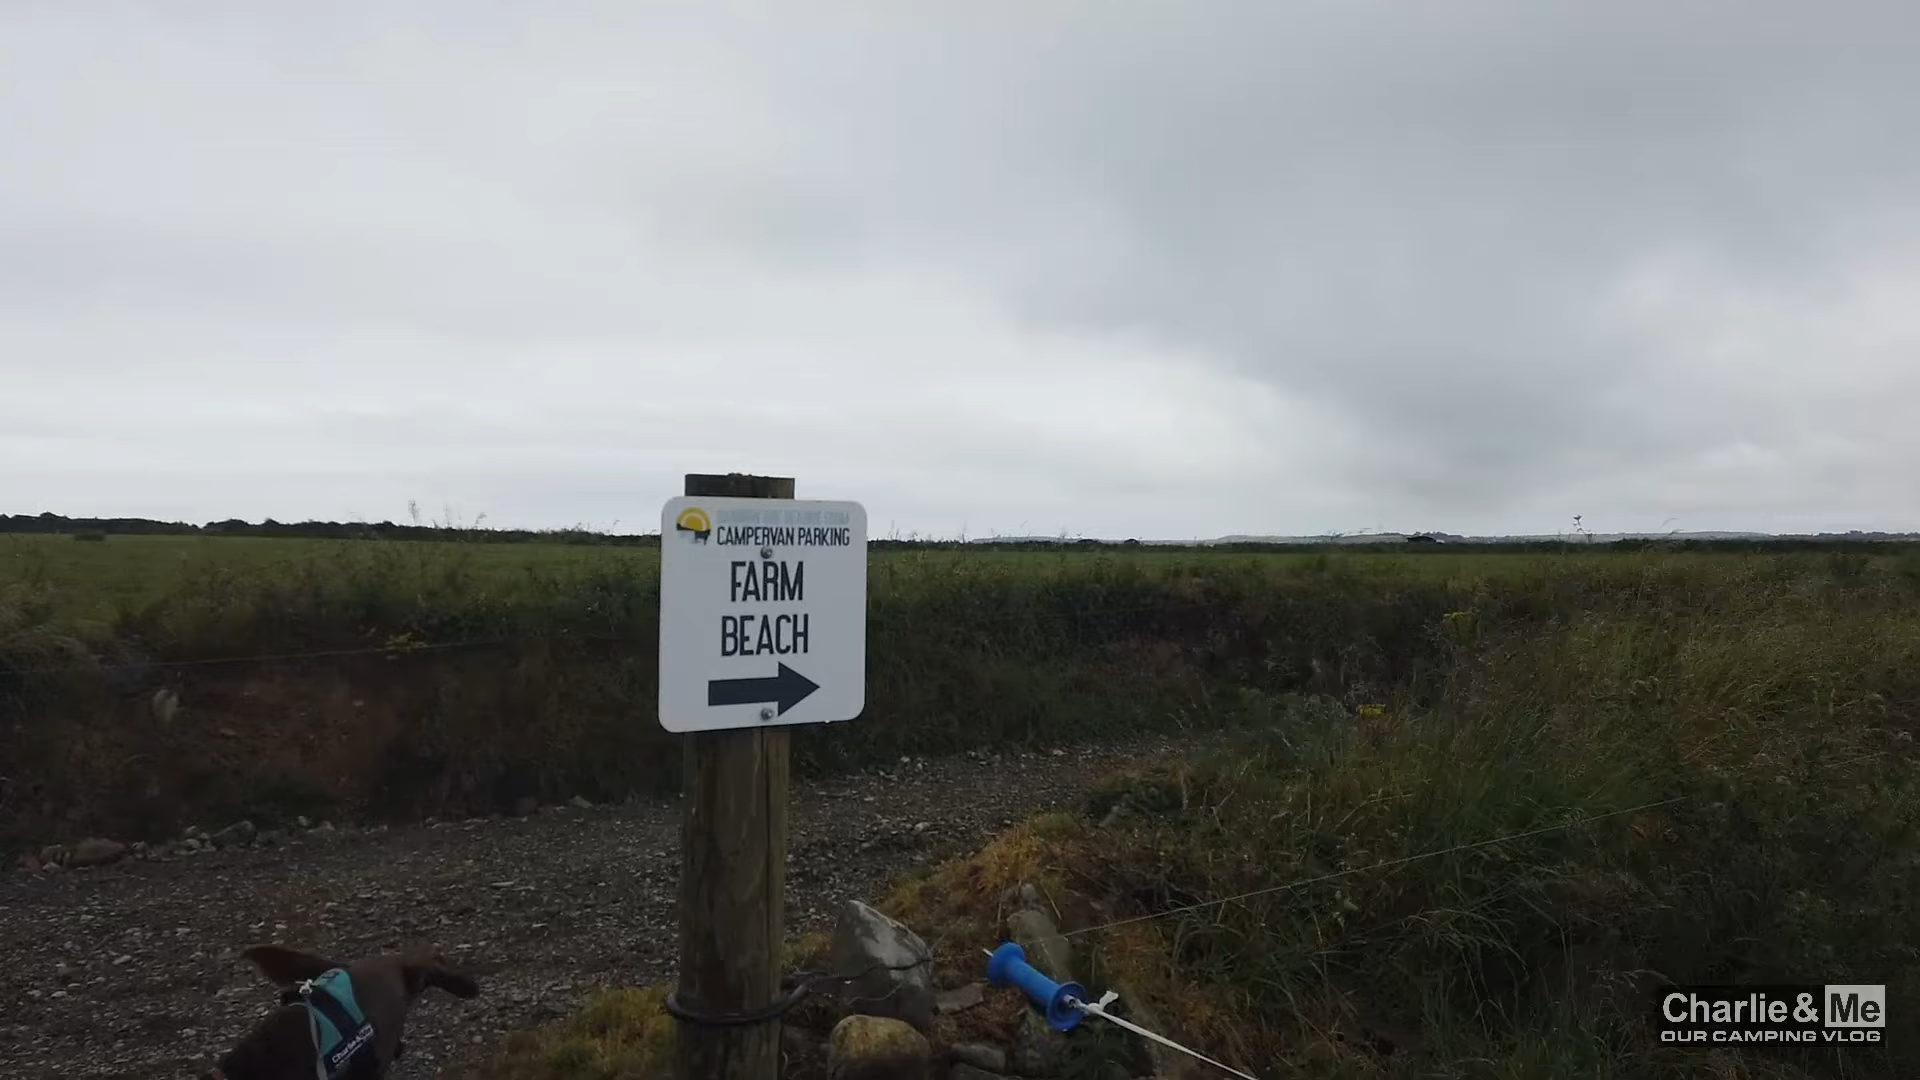 CAMPERVAN PARKING
FARM
BEACH
Charlie & Me
OUR CAMPING VLOG